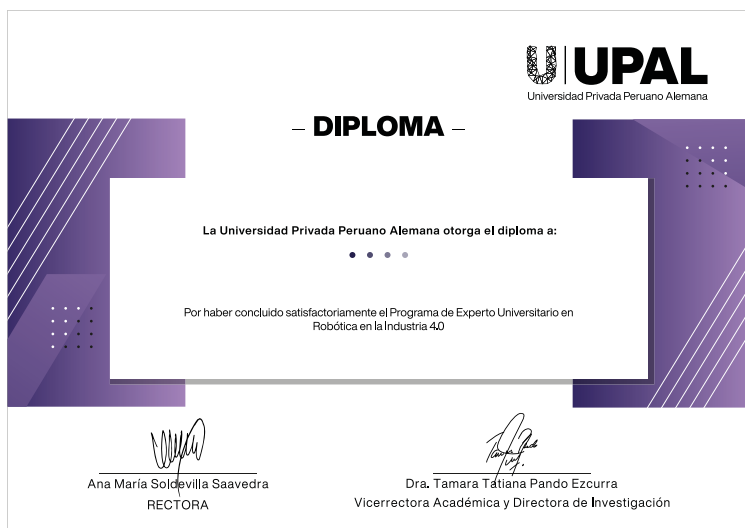 UPAL
Universidad Privada Peruano Alemana
– DIPLOMA –
La Universidad Privada Peruano Alemana otorga el diploma a:
Por haber concluido satisfactoriamente el Programa de Experto Universitario en
Robótica en la Industria 4.0
Ana María Soldevilla Saavedra
RECTORA
Dra. Tamara Tatiana Pando Ezcurra
Vicerrectora Académica y Directora de Investigación